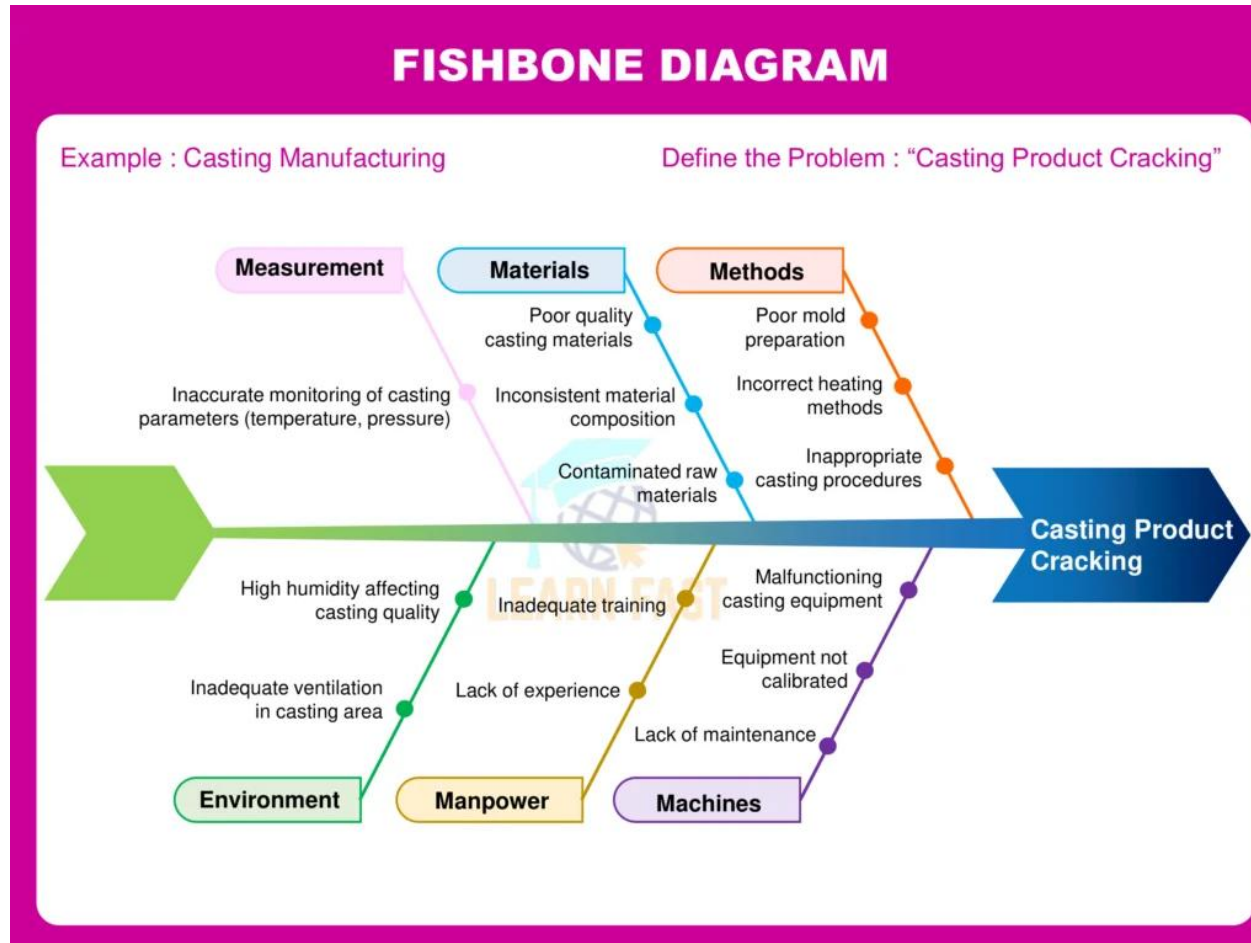 FISHBONE DIAGRAM
Example : Casting Manufacturing
Define the Problem : “Casting Product Cracking”
Measurement
Materials
Methods
Inaccurate monitoring of casting
parameters (temperature, pressure)
Poor quality
casting materials
Inconsistent material
composition
Contaminated raw
materials
Poor mold
preparation
Incorrect heating
methods
Inappropriate
casting procedures
Casting Product
Cracking
LEARN FAST
High humidity affecting
casting quality
Inadequate ventilation
in casting area
Inadequate training
Lack of experience
Malfunctioning
casting equipment
Equipment not
calibrated
Lack of maintenance
Environment
Manpower
Machines